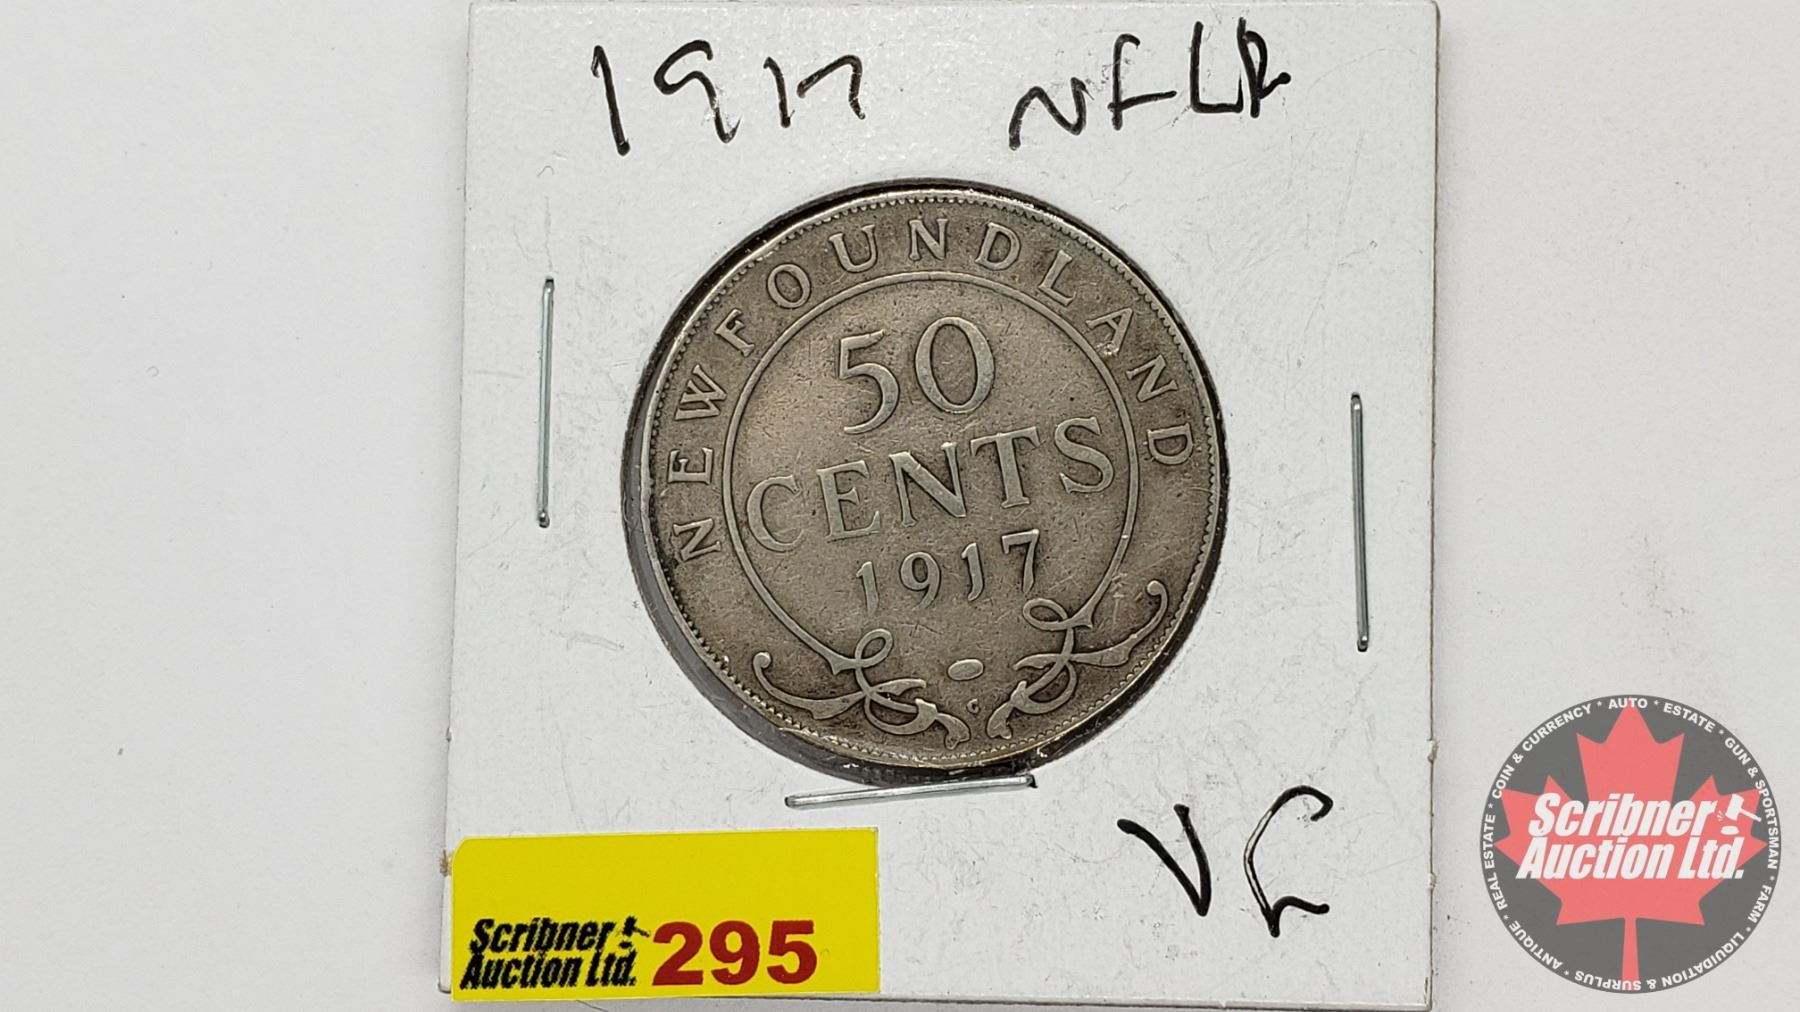 1917 NFLD
NEWFOUNDLAND
50
CENTS
1917
C
VG
Scribner
Auction Ltd. 295
COIN & CURRENCY * AUTO * ESTATE * GUN & SPORTSMAN * FARM * LIQUIDATION & SURPLUS * ANTIQUE * REAL ESTATE *
Scribner
Auction Ltd.